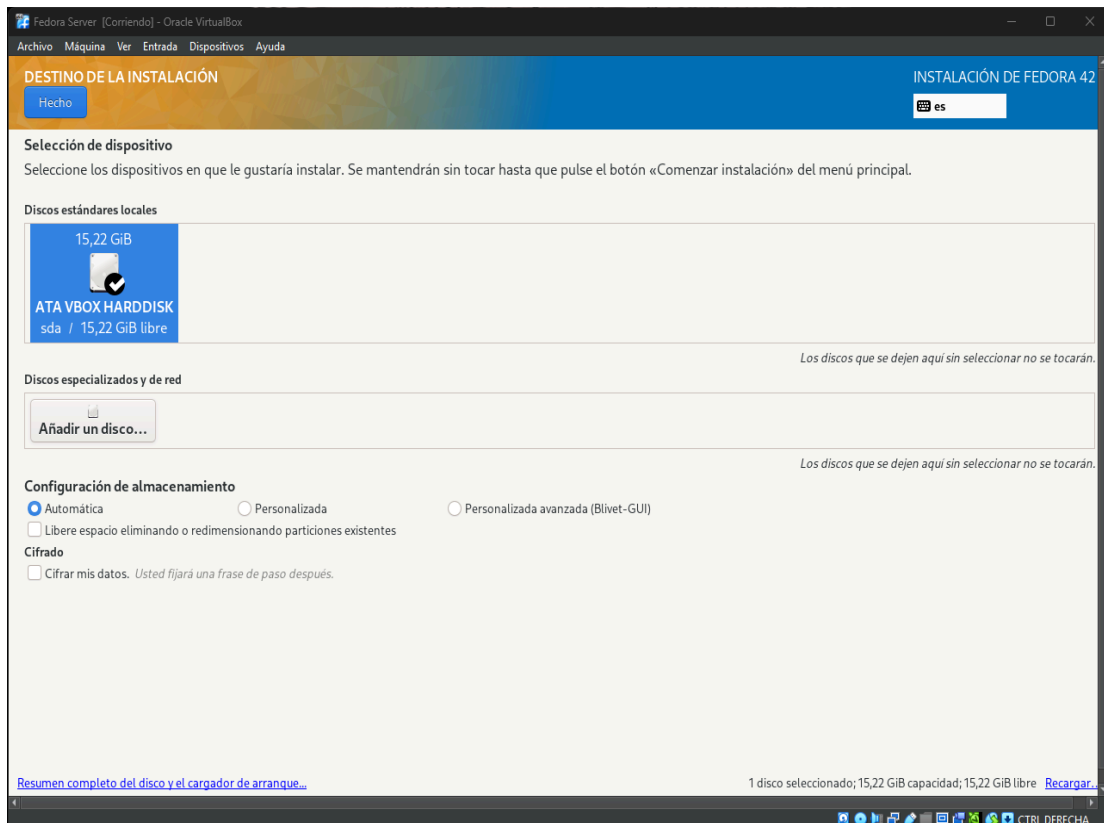 Fedora Server [Corriendo] - Oracle VirtualBox
Archivo Máquina Ver Entrada Dispositivos Ayuda
DESTINO DE LA INSTALACIÓN
INSTALACIÓN DE FEDORA 42
Hecho
es
Selección de dispositivo
Seleccione los dispositivos en que le gustaría instalar. Se mantendrán sin tocar hasta que pulse el botón «Comenzar instalación» del menú principal.
Discos estándares locales
15,22 GiB
ATA VBOX HARDDISK
sda / 15,22 GiB libre
Los discos que se dejen aquí sin seleccionar no se tocarán.
Discos especializados y de red
Añadir un disco...
Los discos que se dejen aquí sin seleccionar no se tocarán.
Configuración de almacenamiento
Automática Personalizada Personalizada avanzada (Blivet-GUI)
Libere espacio eliminando o redimensionando particiones existentes
Cifrado
Cifrar mis datos. Usted fijará una frase de paso después.
Resumen completo del disco y el cargador de arranque...
1 disco seleccionado; 15,22 GiB capacidad; 15,22 GiB libre Recargar...
CTRL DERECHA